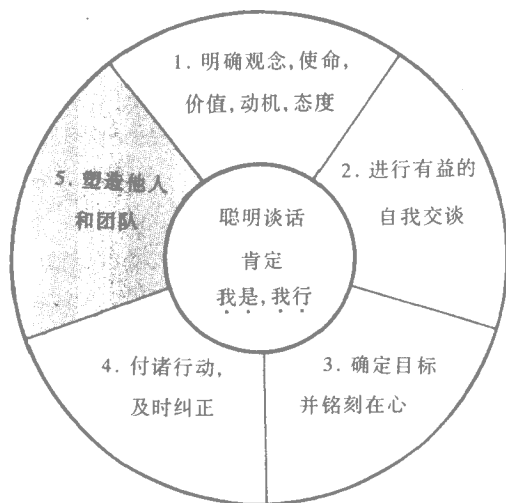 1. 明确观念,使命,
价值,动机,态度
2. 进行有益的
自我交谈
3. 确定目标
并铭刻在心
4. 付诸行动,
及时纠正
5. 塑造他人
和团队
聪明谈话
肯定
我是,我行